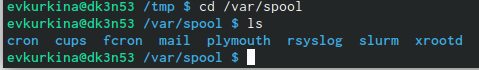 evkurkina@dk3n53 /tmp $ cd /var/spool
evkurkina@dk3n53 /var/spool $ ls
cron cups fcron mail plymouth rsyslog slurm xrootd
evkurkina@dk3n53 /var/spool $